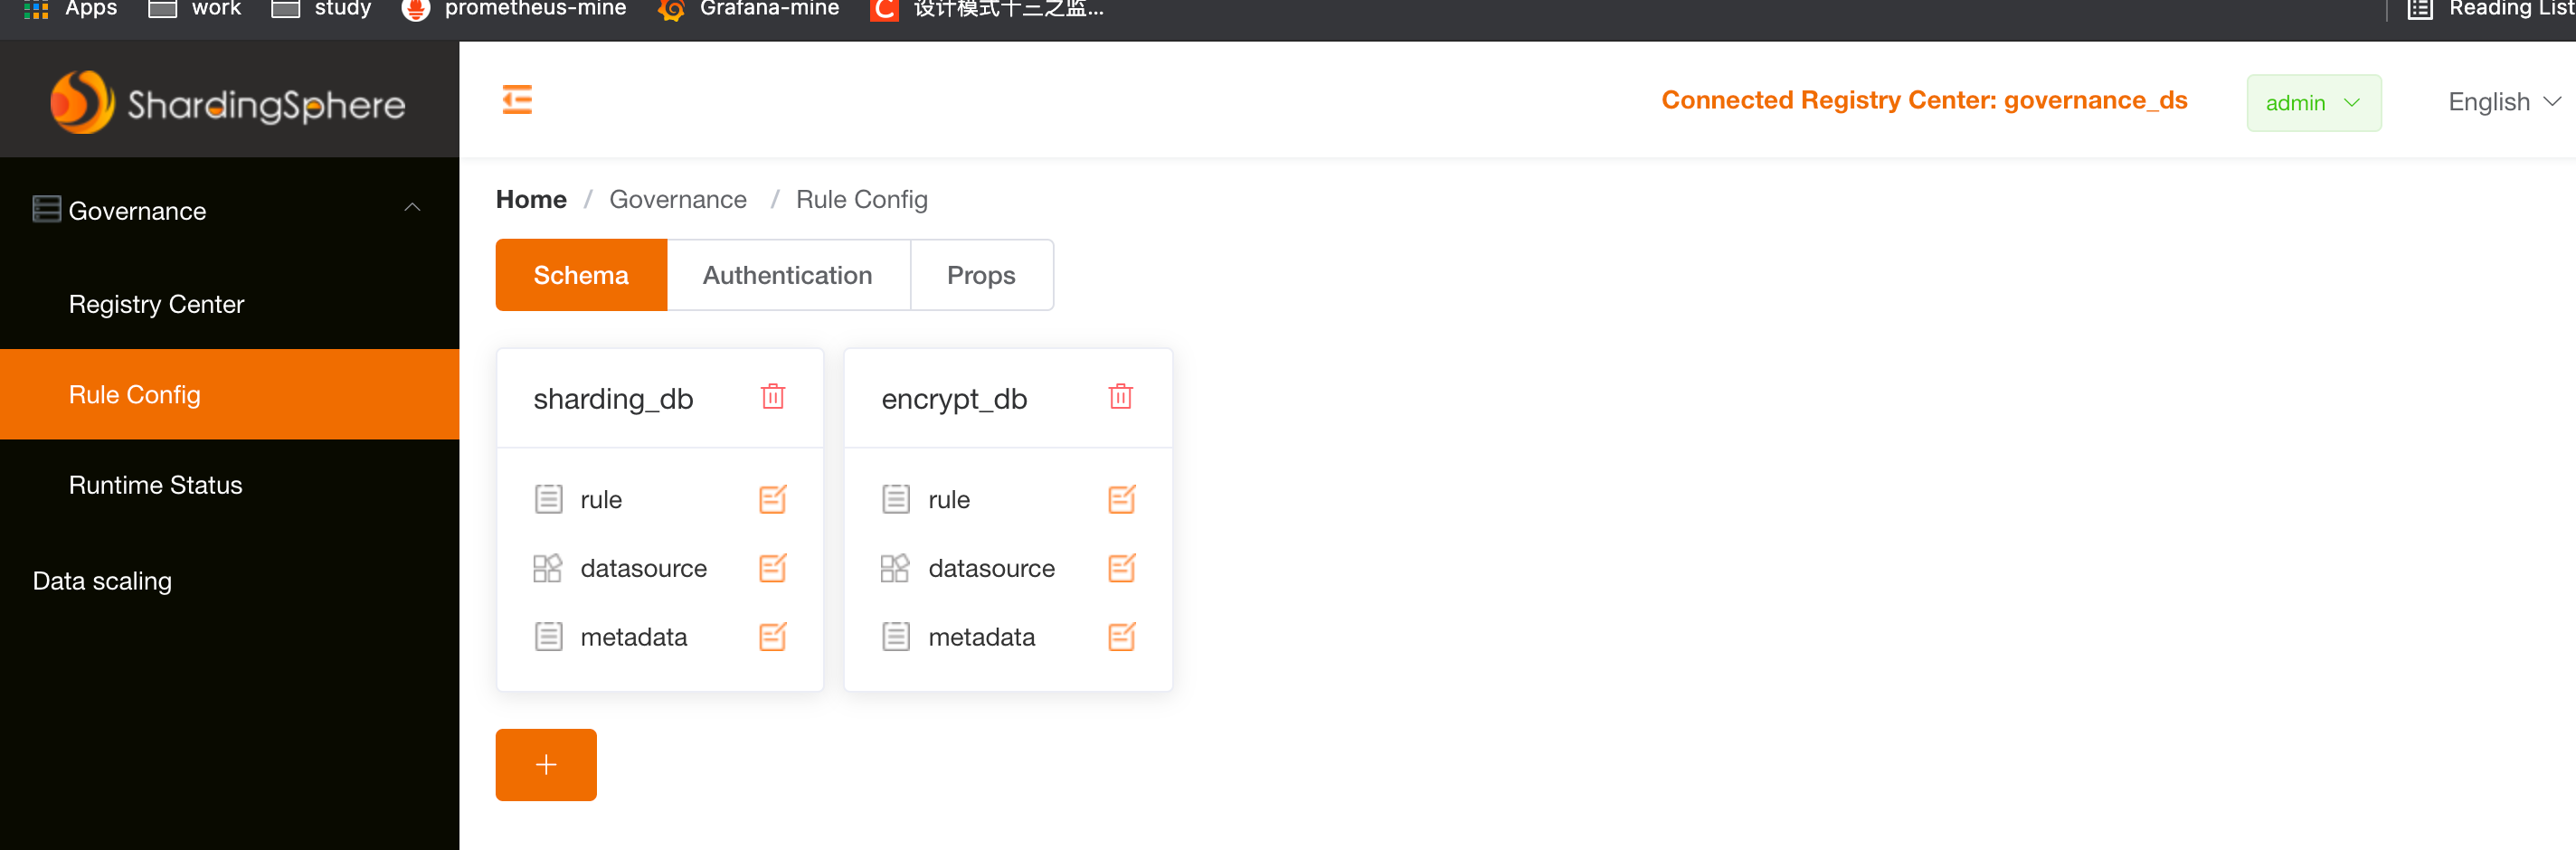 Apps work study prometheus-mine Grafana-mine 设计模式十三之监... Reading List
ShardingSphere
Connected Registry Center: governance_ds admin English
Governance
Registry Center
Rule Config
Runtime Status
Data scaling
Home / Governance / Rule Config
Schema Authentication Props
sharding_db
rule
datasource
metadata
encrypt_db
rule
datasource
metadata
+